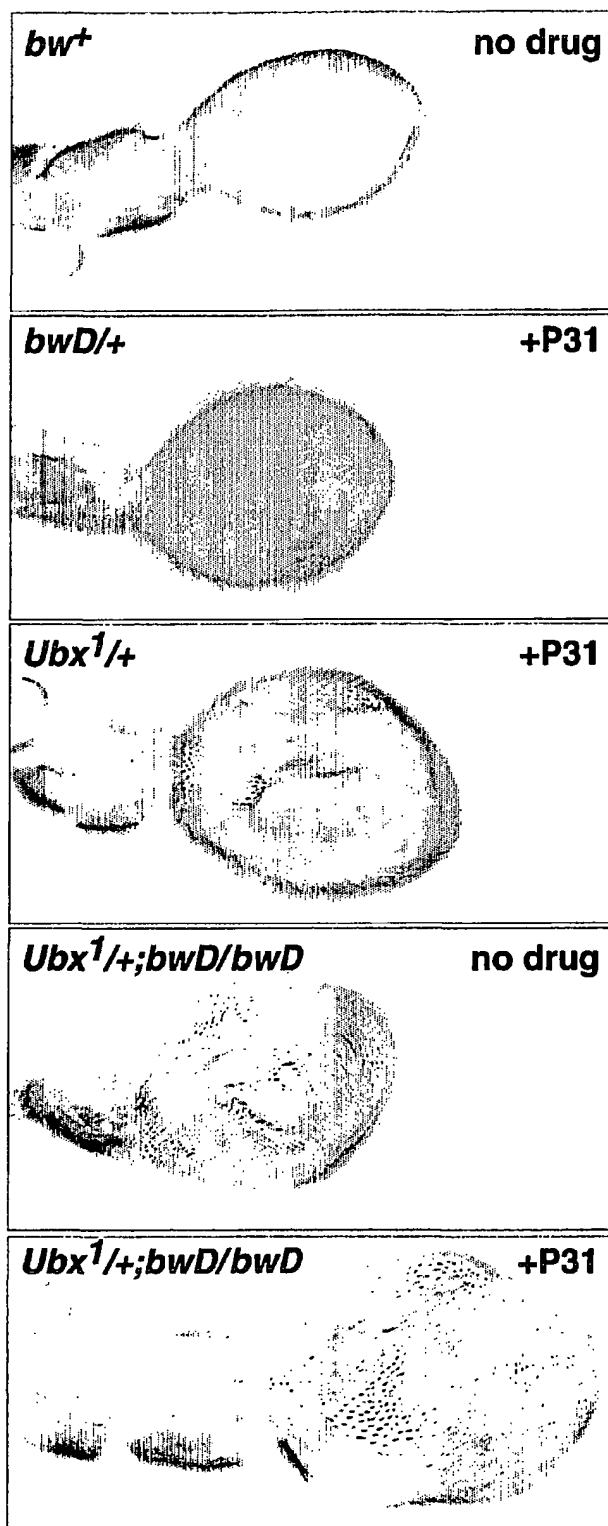 bw+ no drug
bwD/+ +P31
Ubx1/+ +P31
Ubx1/+;bwD/bwD no drug
Ubx1/+;bwD/bwD +P31